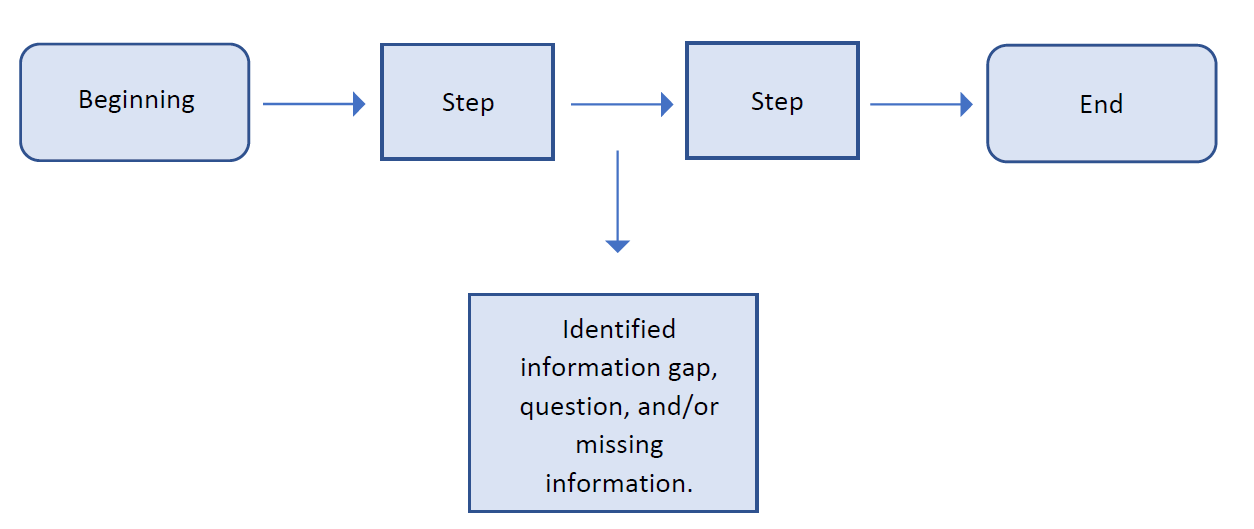 Beginning
Step
Step
End
Identified
information gap,
question, and/or
missing
information.